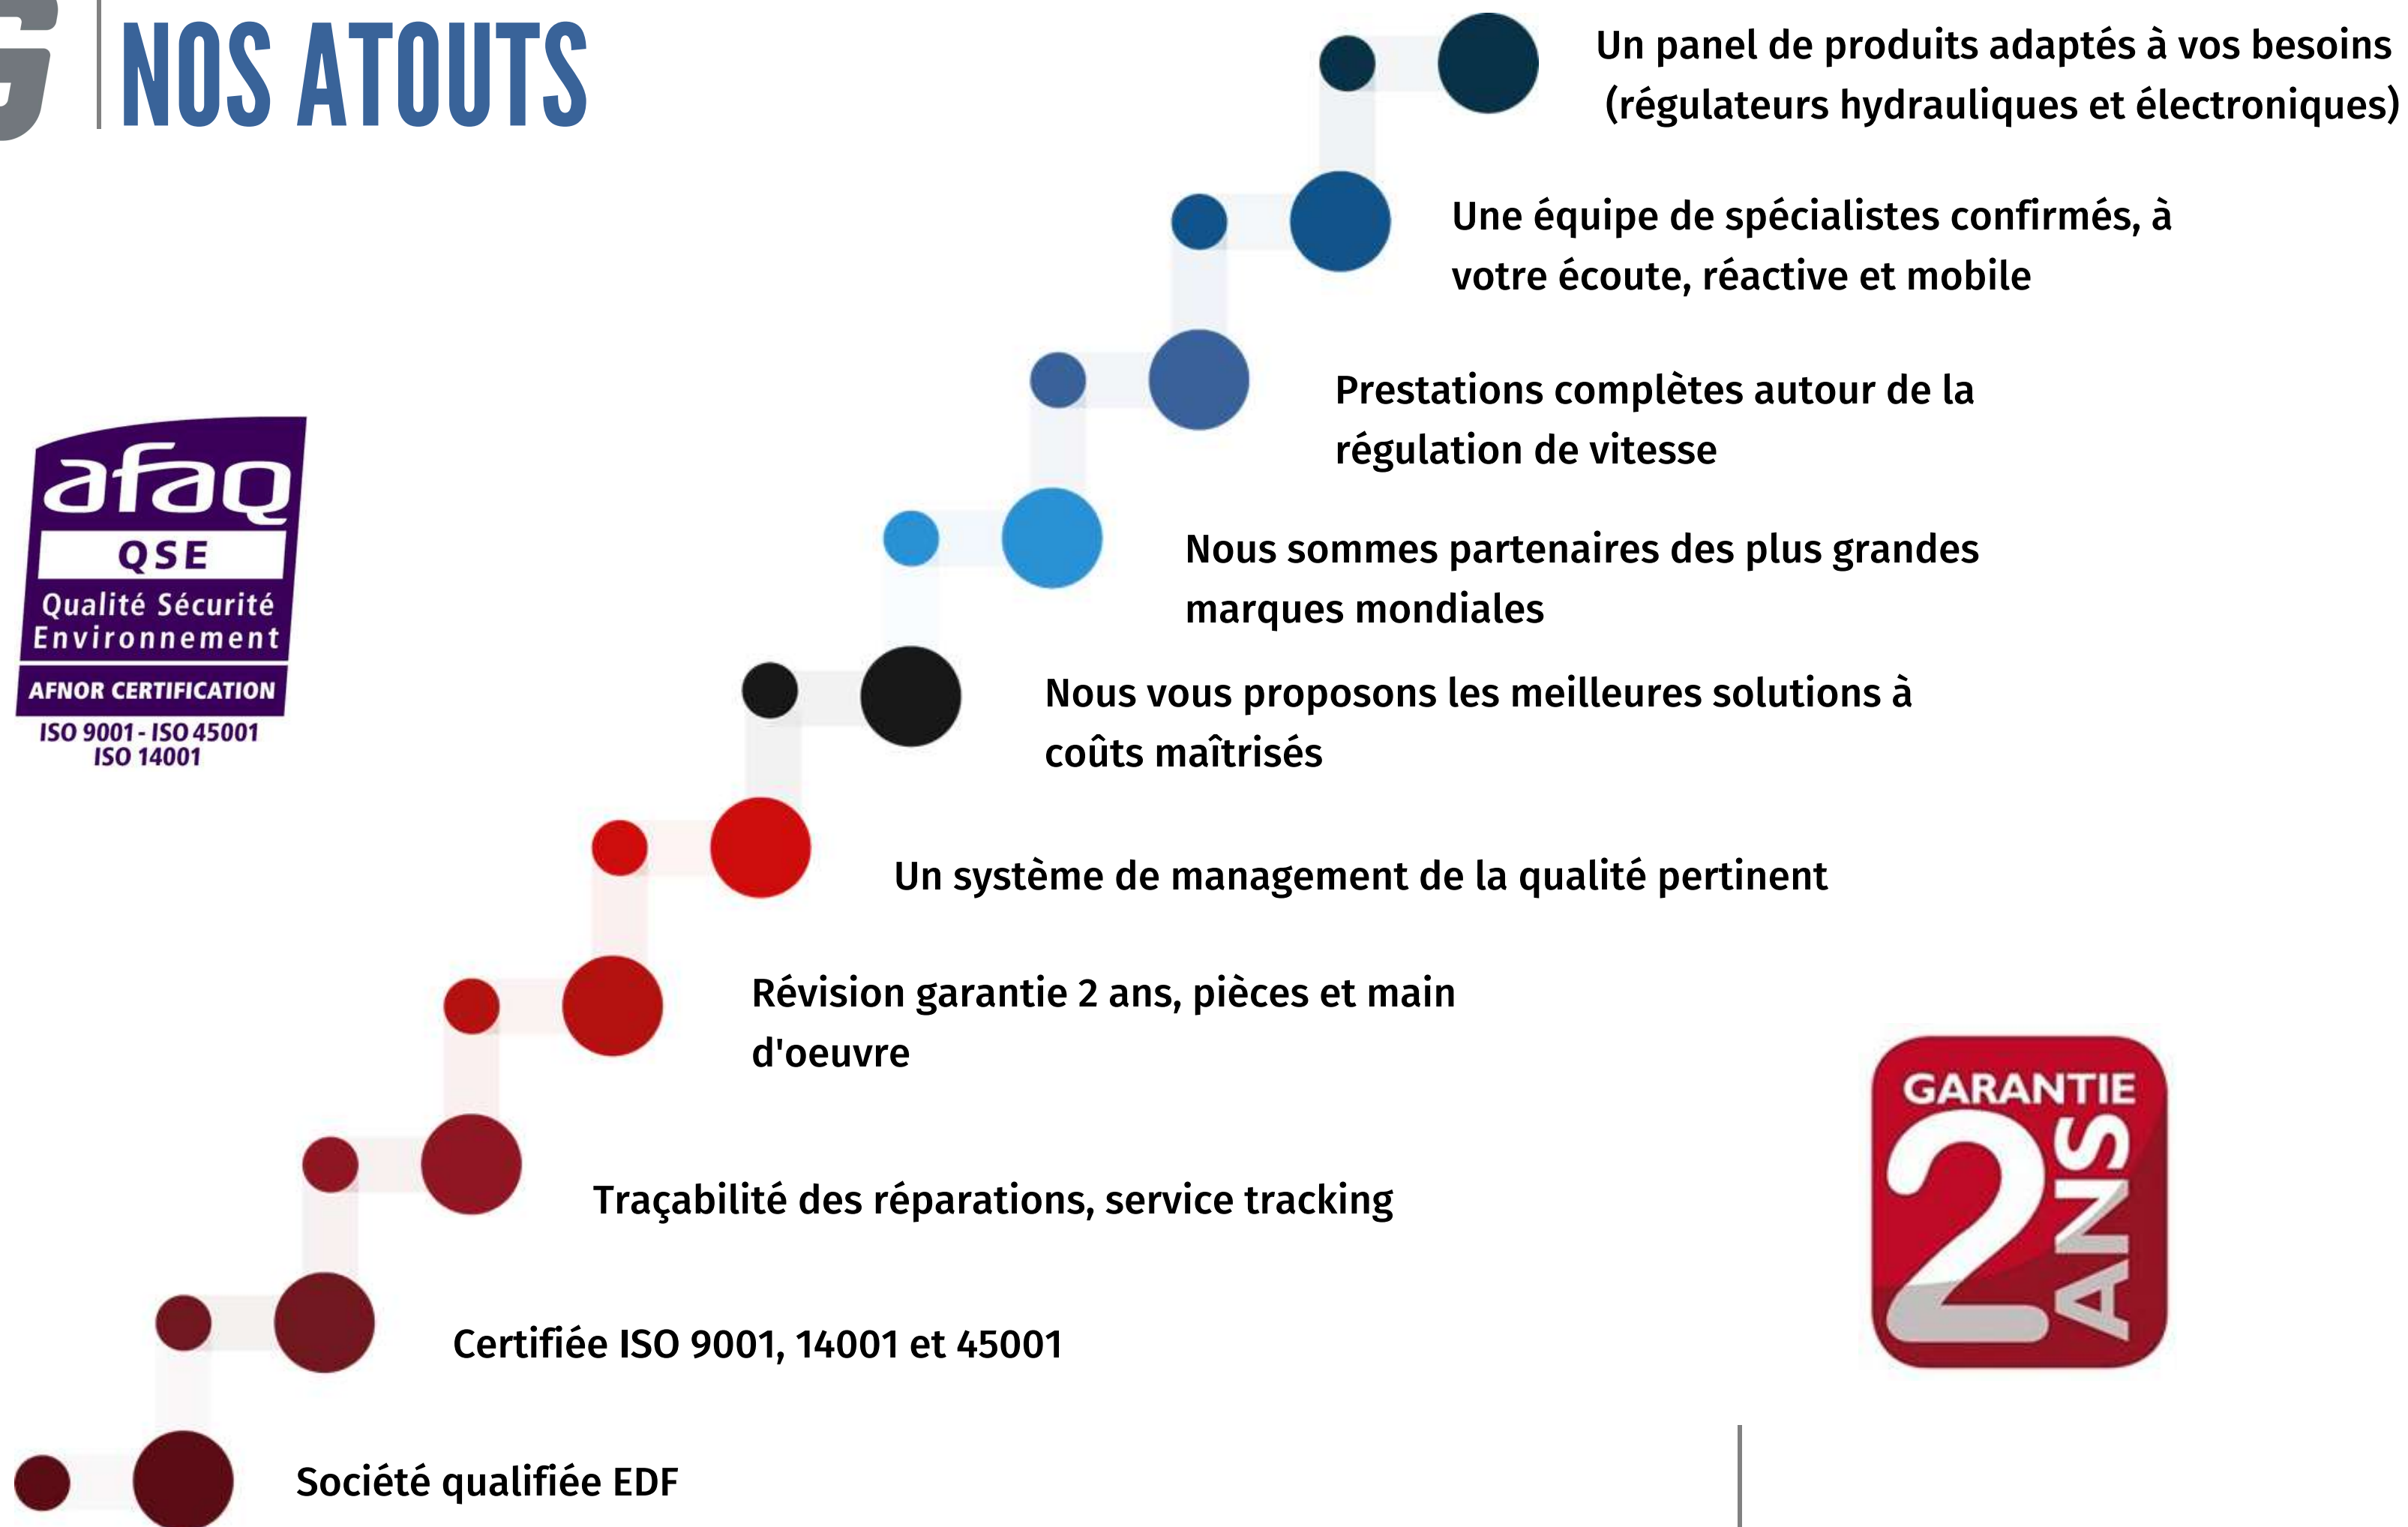 G
NOS ATOUTS
Un panel de produits adaptés à vos besoins
(régulateurs hydrauliques et électroniques)
Une équipe de spécialistes confirmés, à
votre écoute, réactive et mobile
Prestations complètes autour de la
régulation de vitesse
afaq
QSE
Qualité Sécurité
Environnement
AFNOR CERTIFICATION
ISO 9001 - ISO 45001
ISO 14001
Nous sommes partenaires des plus grandes
marques mondiales
Nous vous proposons les meilleures solutions à
coûts maîtrisés
Un système de management de la qualité pertinent
Révision garantie 2 ans, pièces et main
d'oeuvre
GARANTIE
2 ANS
Traçabilité des réparations, service tracking
Certifiée ISO 9001, 14001 et 45001
Société qualifiée EDF